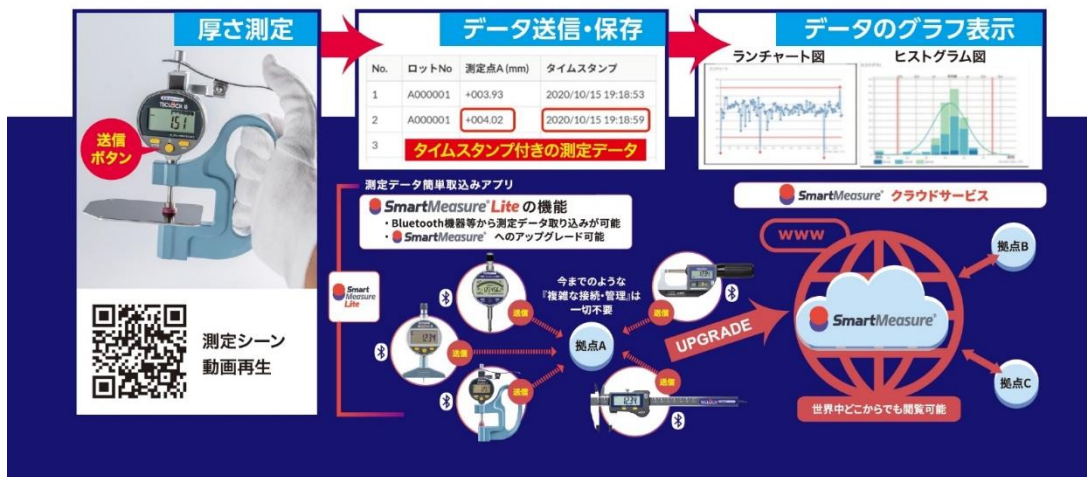 厚さ測定
データ送信・保存
データのグラフ表示
TECLOCK
1.51
送信
ボタン
測定シーン
動画再生
No. ロットNo 測定点A(mm) タイムスタンプ
1 A000001 +003.93 2020/10/15 19:18:53
2 A000001 +004.02 2020/10/15 19:18:59
3
タイムスタンプ付きの測定データ
ランチャート図
ヒストグラム図
測定データ簡単取込みアプリ
SmartMeasure Lite の機能
・Bluetooth機器等から測定データ取り込みが可能
・SmartMeasure へのアップグレード可能
Smart
Measure
Lite
今までのような
『複雑な接続・管理』は
一切不要
送信
送信
送信
送信
送信
拠点A
UPGRADE
SmartMeasure クラウドサービス
WWW
SmartMeasure
拠点B
拠点C
世界中どこからでも閲覧可能